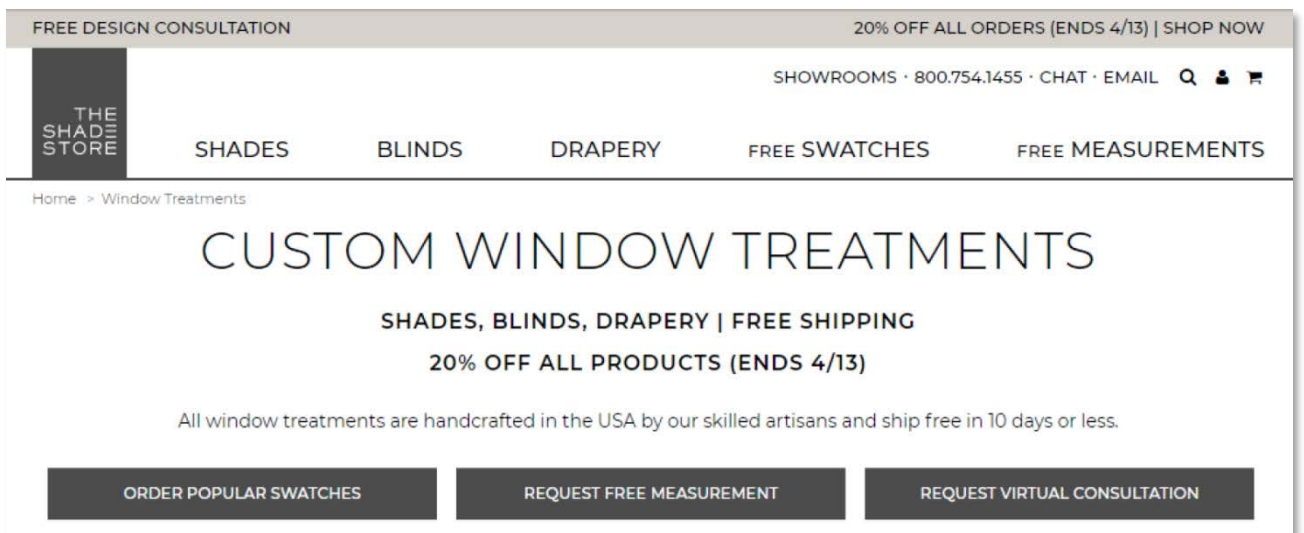 FREE DESIGN CONSULTATION
20% OFF ALL ORDERS (ENDS 4/13) | SHOP NOW
SHOWROOMS · 800.754.1455 · CHAT · EMAIL
THE
SHADE
STORE
SHADES BLINDS DRAPERY FREE SWATCHES FREE MEASUREMENTS
Home > Window Treatments
CUSTOM WINDOW TREATMENTS
SHADES, BLINDS, DRAPERY | FREE SHIPPING
20% OFF ALL PRODUCTS (ENDS 4/13)
All window treatments are handcrafted in the USA by our skilled artisans and ship free in 10 days or less.
ORDER POPULAR SWATCHES
REQUEST FREE MEASUREMENT
REQUEST VIRTUAL CONSULTATION